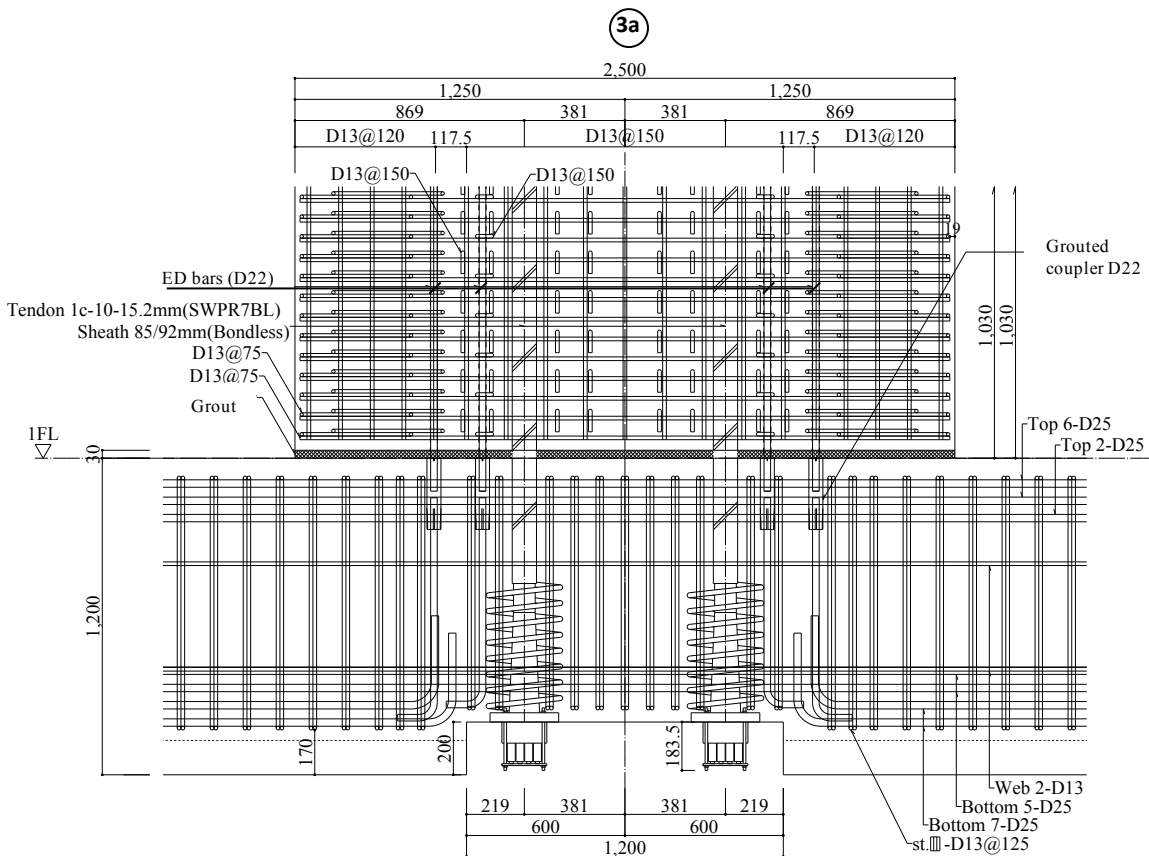 3a
2,500
1,250 1,250
869 381 381 869
D13@120 117.5 D13@150 117.5 D13@120
D13@150 D13@150
19
Grouted
coupler D22
ED bars (D22)
Tendon 1c-10-15.2mm(SWPR7BL)
Sheath 85/92mm(Bondless)
1,030 1,030
D13@75
D13@75
Grout
1FL
30
Top 6-D25
Top 2-D25
1,200
170
200
183.5
Web 2-D13
Bottom 5-D25
Bottom 7-D25
st.-D13@125
219 381 381 219
600 600
1,200